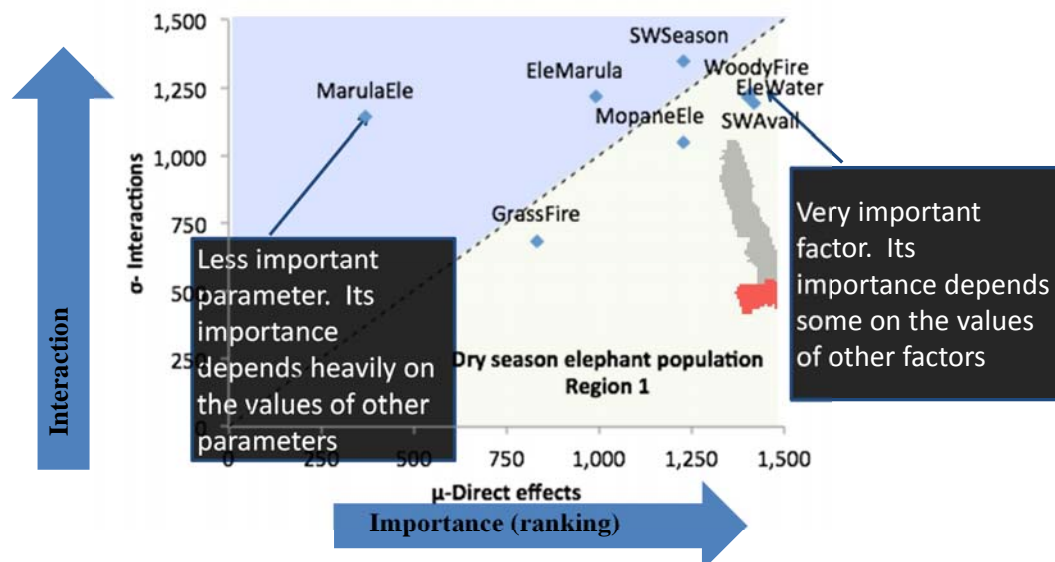 1,500
SWSeason
EleMarula
WoodyFire
1,250
MarulaEle
EleWater
MopaneEle
SWAvail
1,000
σ- Interactions
Interaction
750
GrassFire
Less important
parameter. Its
importance
depends heavily on
the values of other
parameters
Very important
factor. Its
importance depends
some on the values
of other factors
500
250
Dry season elephant population
Region 1
0
0
250
500
750
1,000
1,250
1,500
μ-Direct effects
Importance (ranking)